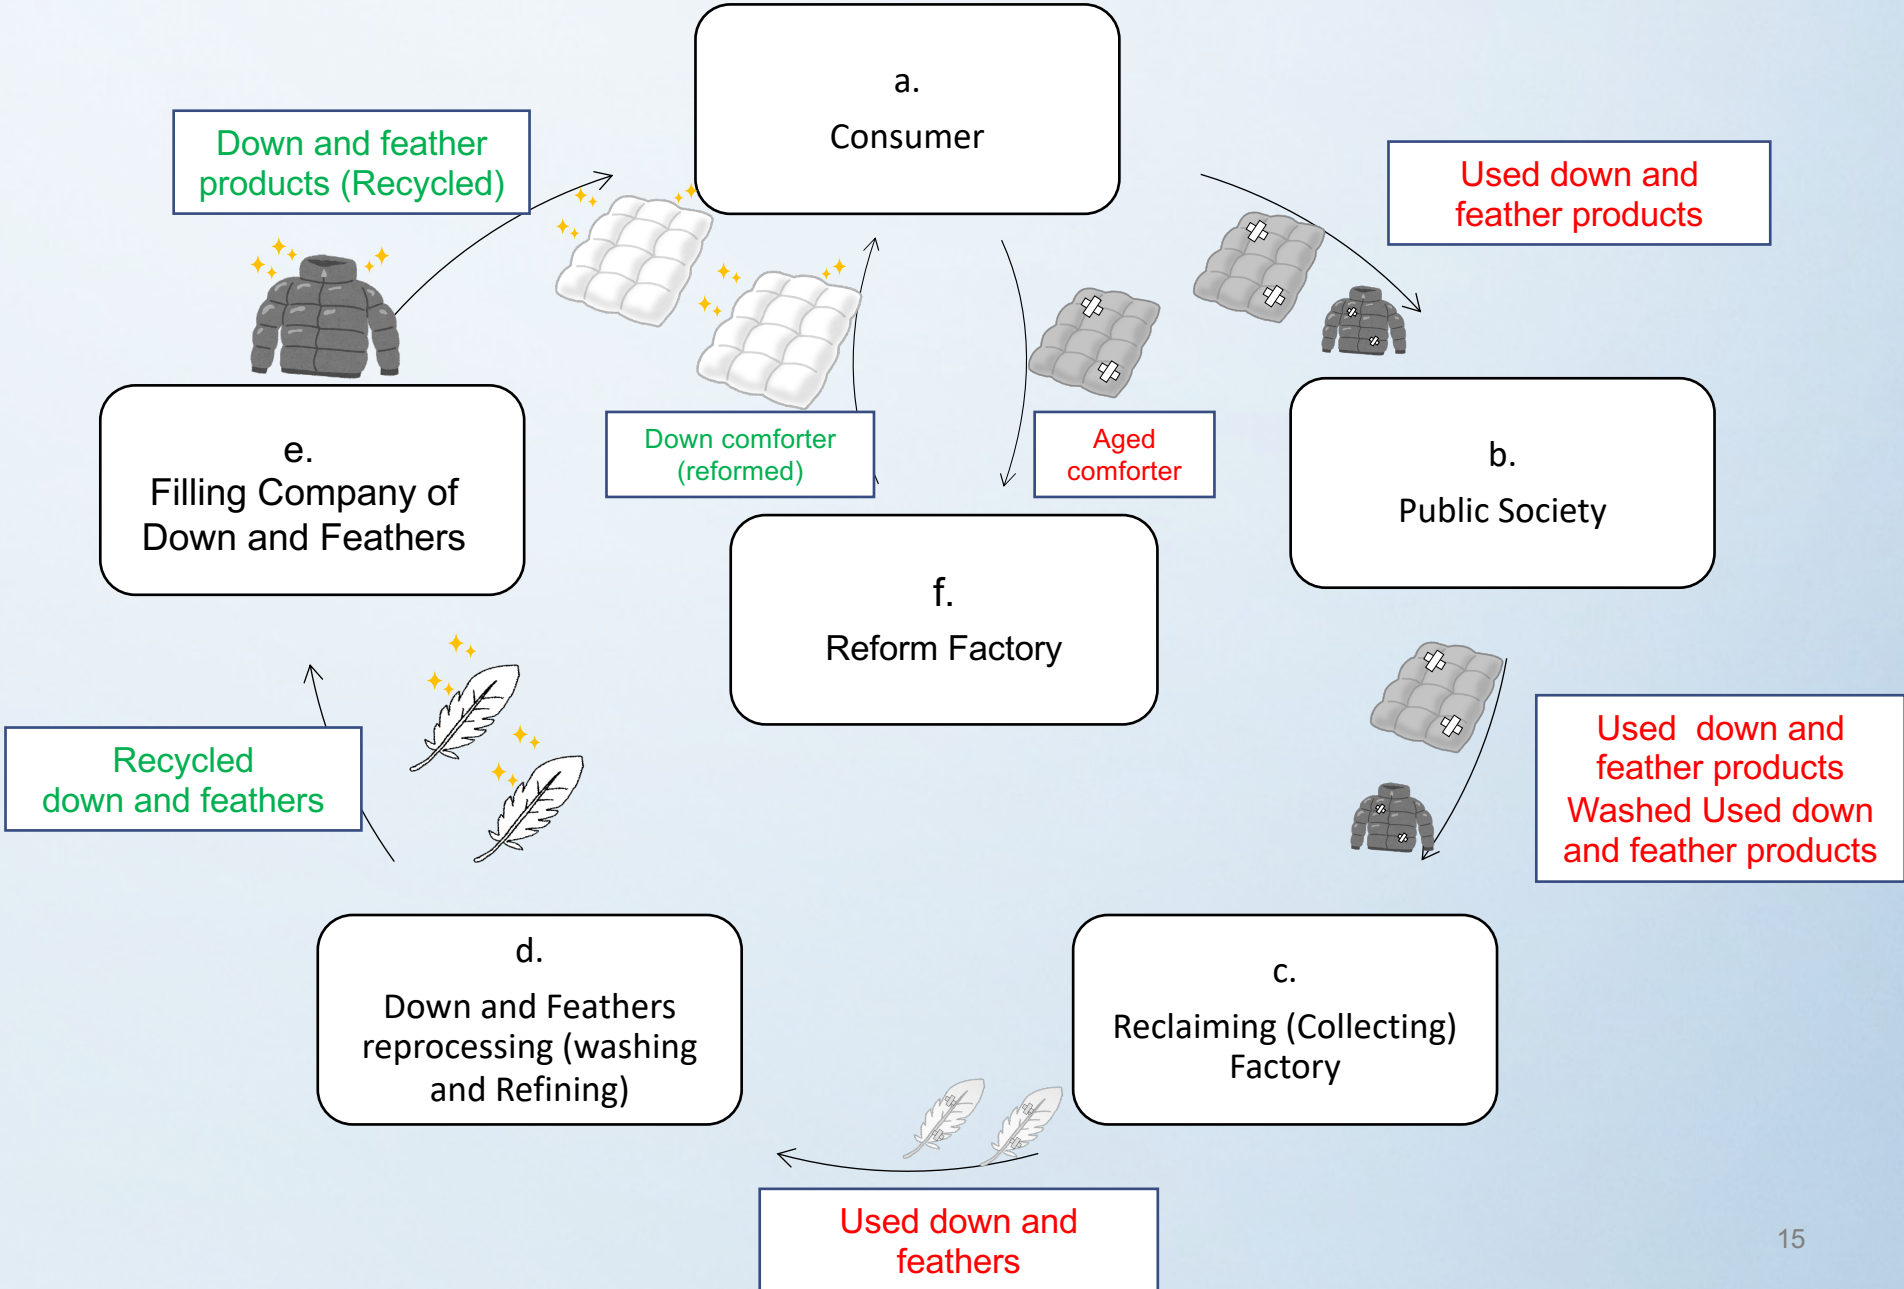 a.
Consumer
Down and feather
products (Recycled)
Used down and
feather products
Down comforter
(reformed)
Aged
comforter
e.
Filling Company of
Down and Feathers
b.
Public Society
f.
Reform Factory
Recycled
down and feathers
Used  down and
feather products
Washed Used down
and feather products
d.
Down and Feathers
reprocessing (washing
and Refining)
c.
Reclaiming (Collecting)
Factory
Used down and
feathers
15